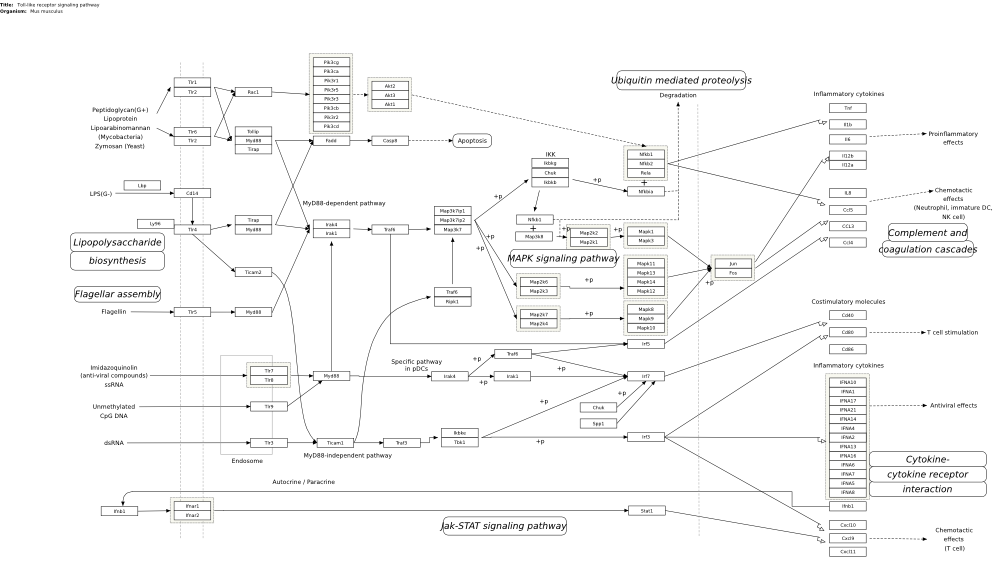 Title: Toll-like receptor signaling pathway
Organism: Mus musculus
Pik3cg
Pik3ca
Pik3r1
Pik3r5
Pik3r3
Pik3cb
Pik3r2
Pik3cd
Akt2
Akt3
Akt1
Tlr1
Tlr2
Rac1
Peptidoglycan(G+)
Lipoprotein
Lipoarabinomannan
(Mycobacteria)
Zymosan (Yeast)
Tlr6
Tlr2
Tollip
Myd88
Tirap
Fadd
Casp8
Apoptosis
Ubiquitin mediated proteolysis
Degradation
Nfkb1
Nfkb2
Rela
+
Nfkbia
IKK
Ikbkg
Chuk
Ikbkb
+p
+p
Nfkb1
+
Map3k8
+p
+p
Inflammatory cytokines
Tnf
Il1b
Il6
Il12b
Il12a
Proinflammatory
effects
IL8
Ccl5
CCL3
Ccl4
Chemotactic
effects
(Neutrophil, immature DC,
NK cell)
Complement and
coagulation cascades
Lbp
LPS(G-)
Cd14
Ly96
Tlr4
Tirap
Myd88
Lipopolysaccharide
biosynthesis
Ticam2
MyD88-dependent pathway
Irak4
Irak1
Traf6
Map3k7ip1
Map3k7ip2
Map3k7
Traf6
Ripk1
+p
Map2k2
Map2k1
Mapk1
Mapk3
MAPK signaling pathway
Map2k6
Map2k3
+p
Mapk11
Mapk13
Mapk14
Mapk12
Map2k7
Map2k4
+p
Mapk8
Mapk9
Mapk10
Jun
Fos
+p
Flagellar assembly
Flagellin
Tlr5
Myd88
Irf5
Costimulatory molecules
Cd40
Cd80
Cd86
T cell stimulation
Imidazoquinolin
(anti-viral compounds)
ssRNA
Tlr7
Tlr8
Myd88
Specific pathway
in pDCs
Irak4
+p
Traf6
+p
Irak1
Irf7
+p
+p
Chuk
Spp1
Unmethylated
CpG DNA
Tlr9
dsRNA
Tlr3
Endosome
Ticam1
Traf3
MyD88-independent pathway
Ikbke
Tbk1
+p
Irf3
Inflammatory cytokines
IFNA10
IFNA1
IFNA17
IFNA21
IFNA14
IFNA4
IFNA2
IFNA13
IFNA16
IFNA6
IFNA7
IFNA5
IFNA8
Ifnb1
Antiviral effects
Cytokine-
cytokine receptor
interaction
Autocrine / Paracrine
Ifnb1
Ifnar1
Ifnar2
Stat1
Jak-STAT signaling pathway
Cxcl10
Cxcl9
Cxcl11
Chemotactic
effects
(T cell)